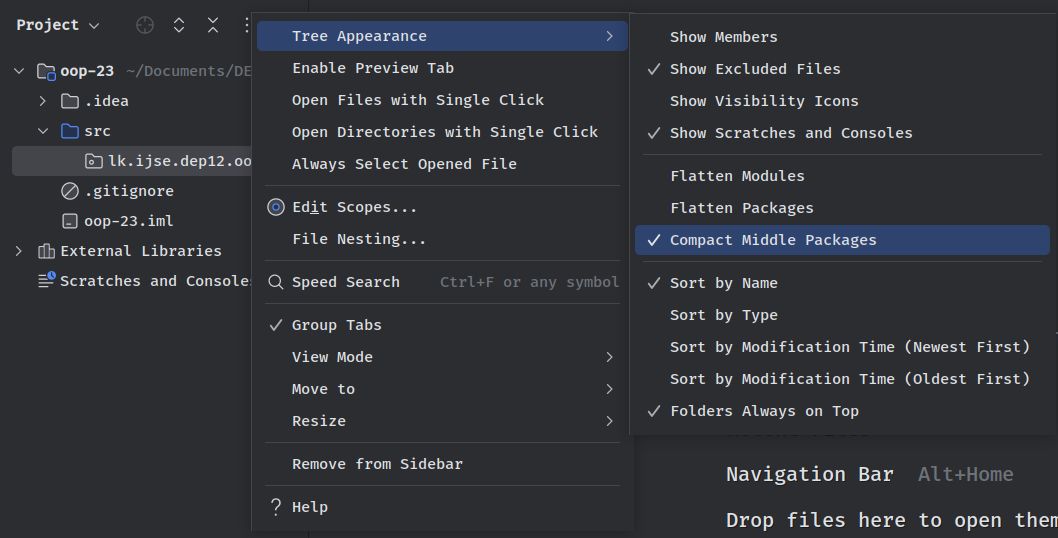 Project
oop-23 ~/Documents/DE
.idea
src
lk.ijse.dep12.oo
.gitignore
oop-23.iml
External Libraries
Scratches and Console
Tree Appearance
Enable Preview Tab
Open Files with Single Click
Open Directories with Single Click
Always Select Opened File
Edit Scopes...
File Nesting...
Speed Search Ctrl+F or any symbol
Group Tabs
View Mode
Move to
Resize
Remove from Sidebar
Help
Show Members
Show Excluded Files
Show Visibility Icons
Show Scratches and Consoles
Flatten Modules
Flatten Packages
Compact Middle Packages
Sort by Name
Sort by Type
Sort by Modification Time (Newest First)
Sort by Modification Time (Oldest First)
Folders Always on Top
Navigation Bar Alt+Home
Drop files here to open them